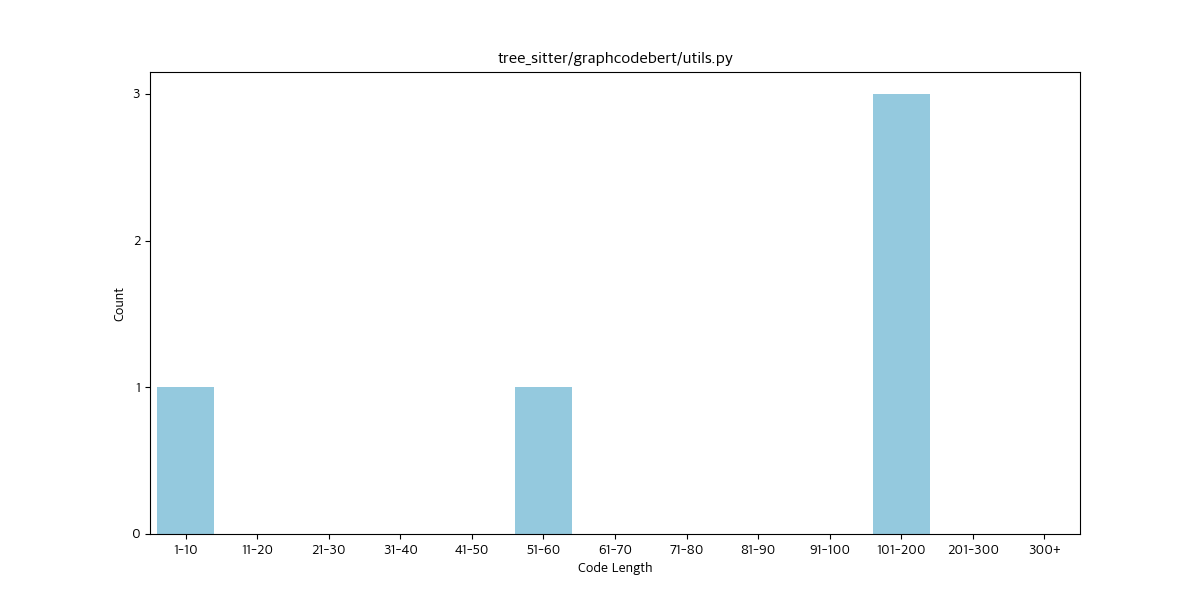 tree_sitter/graphcodebert/utils.py
3
2
1
0
Count
1-10 11-20 21-30 31-40 41-50 51-60 61-70 71-80 81-90 91-100 101-200 201-300 300+
Code Length